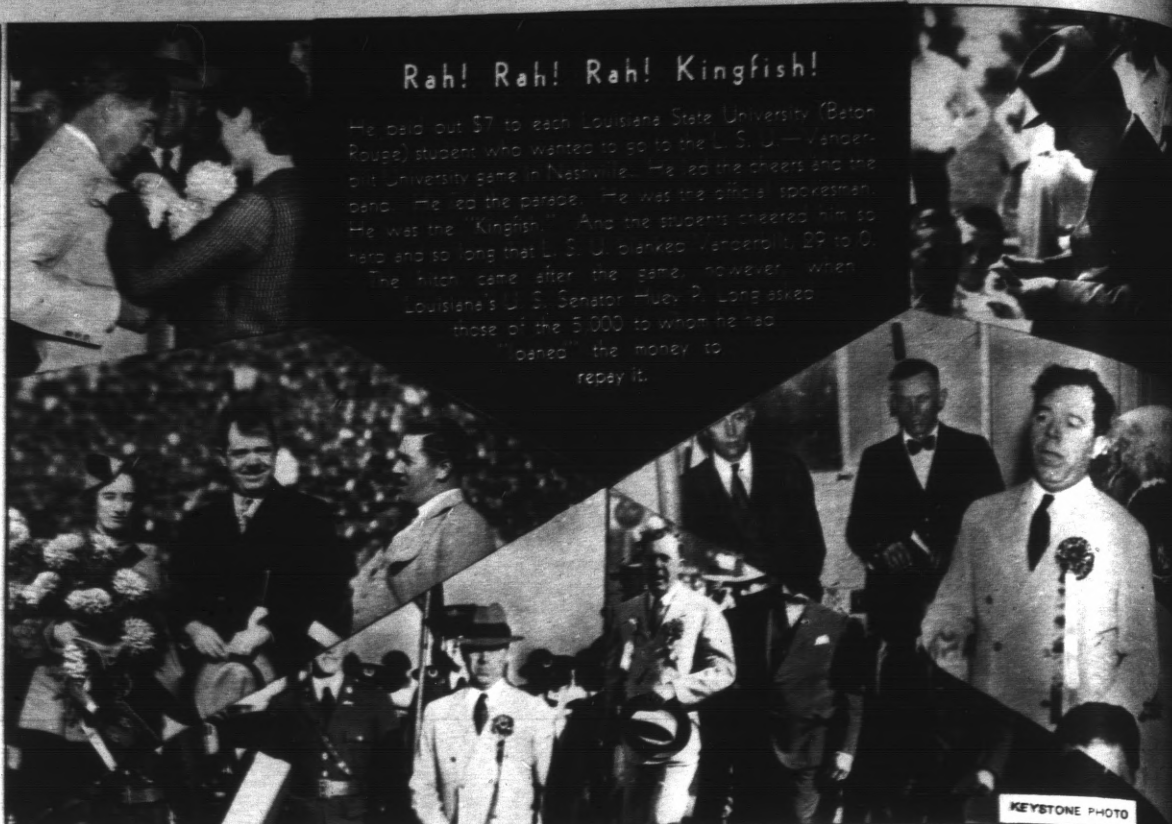 Rah! Rah! Rah! Kingfish!
He paid out $7 to each Louisiana State University (Baton
Rouge) student who wanted to go to the L. S. U.—Vander-
bilt University game in Nashville. He led the cheers and the
band. He led the parade. He was the official spokesman.
He was the "Kingfish." And the students cheered him so
hard and so long that L. S. U. blanked Vanderbilt, 29 to 0.
The hitch came after the game, however, when
Louisiana's U. S. Senator Huey P. Long asked
those of the 5,000 to whom he had
"loaned" the money to
repay it.
KEYSTONE PHOTO